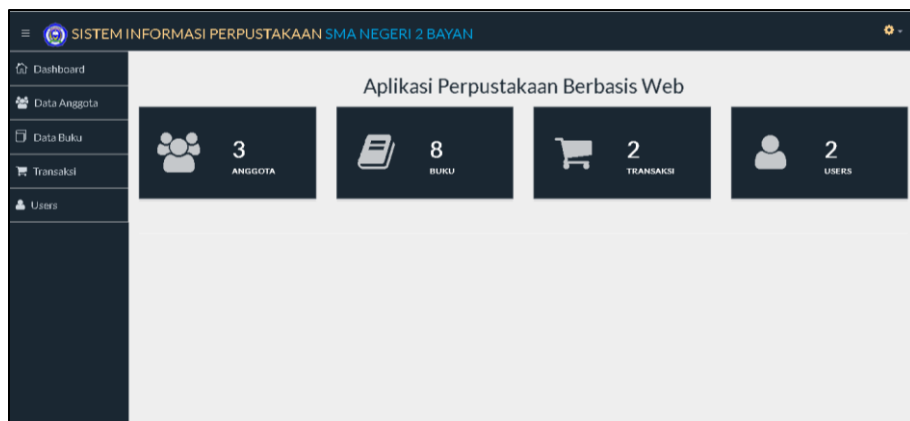 SISTEM INFORMASI PERPUSTAKAAN SMA NEGERI 2 BAYAN
Dashboard
Data Anggota
Data Buku
Transaksi
Users
Aplikasi Perpustakaan Berbasis Web
3
ANGGOTA
8
BUKU
2
TRANSAKSI
2
USERS